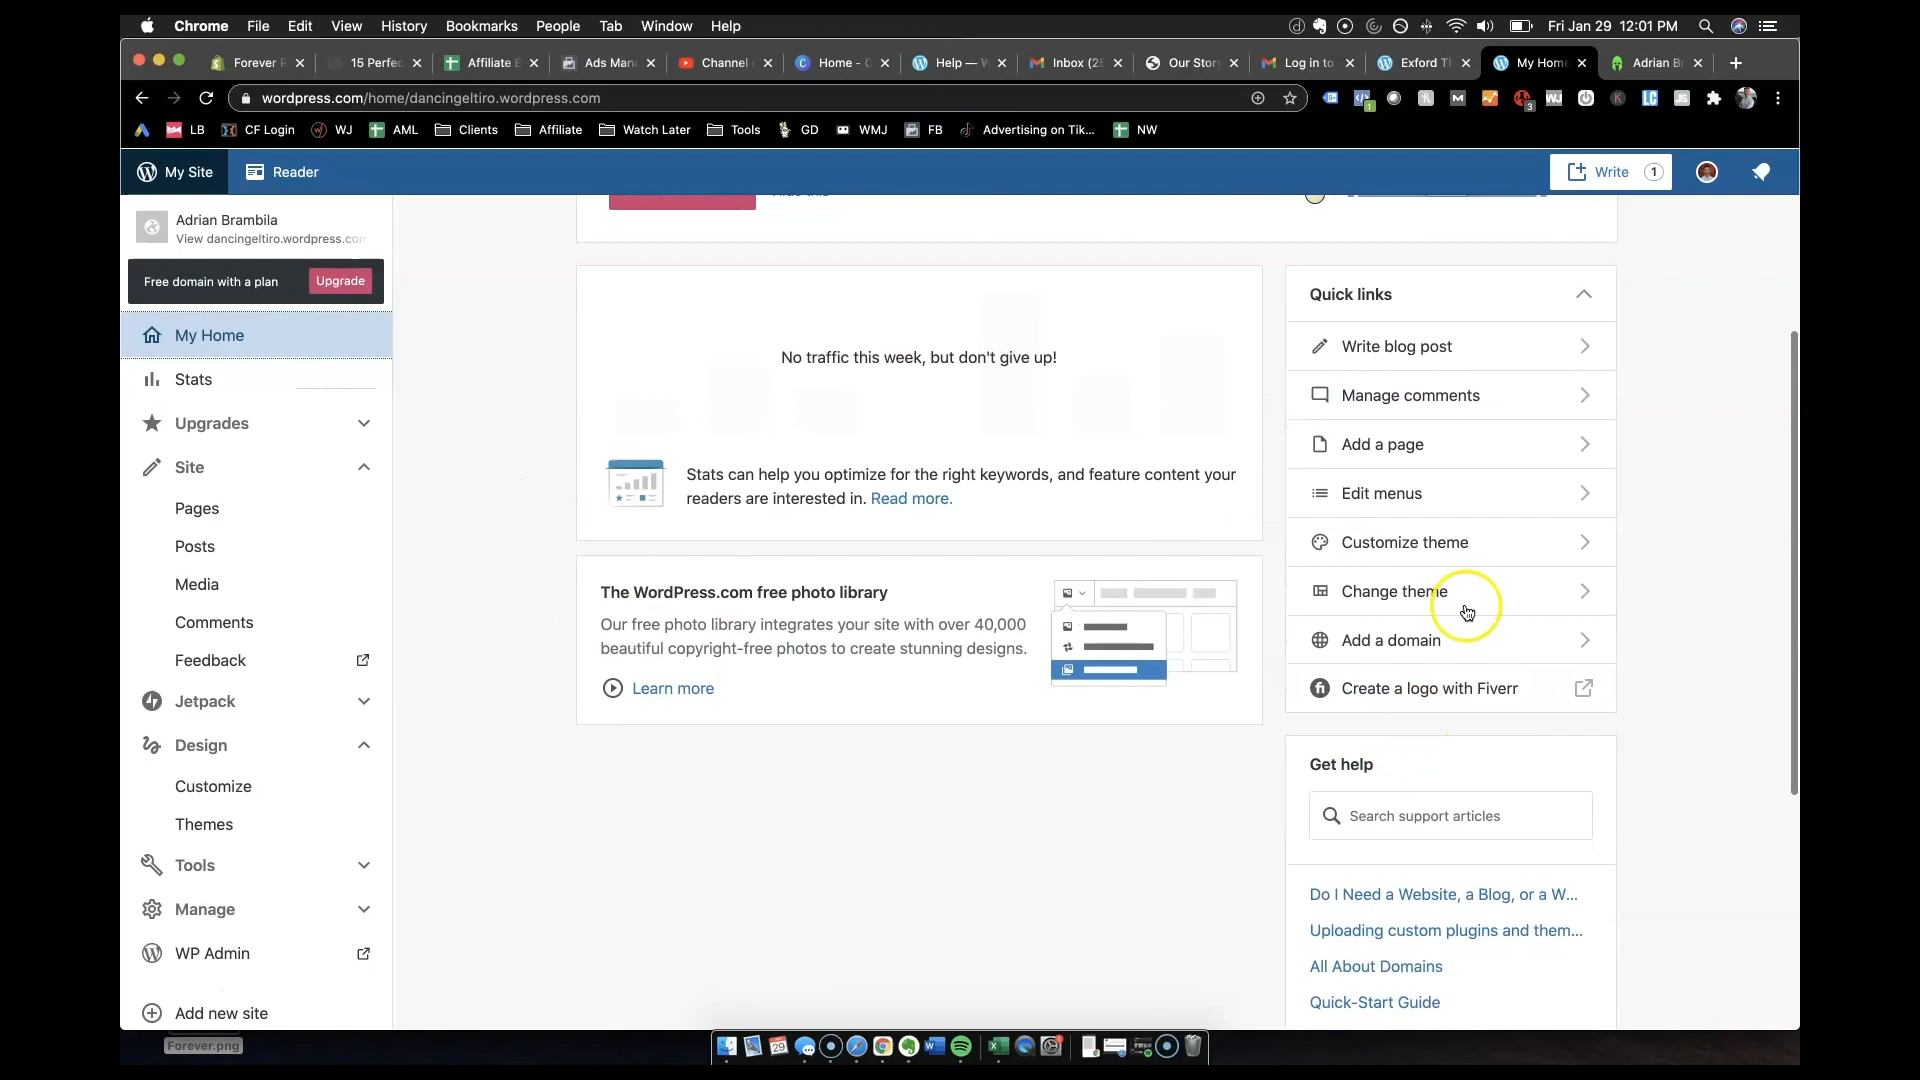 Chrome File Edit View History Bookmarks People Tab Window Help Fri Jan 29 12:01 PM
Forever 15 Perfec Affiliate Ads Man Channel Home - Help — W Inbox (2 Our Stor Log in to Exford T My Home Adrian B
wordpress.com/home/dancingeltiro.wordpress.com
LB CF Login WJ AML Clients Affiliate Watch Later Tools GD WMJ FB Advertising on Tik... NW
My Site Reader Write 1
Adrian Brambila
View dancingeltiro.wordpress.com
Free domain with a plan Upgrade
My Home
Stats
Upgrades
Site
Pages
Posts
Media
Comments
Feedback
Jetpack
Design
Customize
Themes
Tools
Manage
WP Admin
Add new site
No traffic this week, but don't give up!
Stats can help you optimize for the right keywords, and feature content your
readers are interested in. Read more.
The WordPress.com free photo library
Our free photo library integrates your site with over 40,000
beautiful copyright-free photos to create stunning designs.
Learn more
Quick links
Write blog post
Manage comments
Add a page
Edit menus
Customize theme
Change theme
Add a domain
Create a logo with Fiverr
Get help
Search support articles
Do I Need a Website, a Blog, or a W...
Uploading custom plugins and them...
All About Domains
Quick-Start Guide
Forever.png